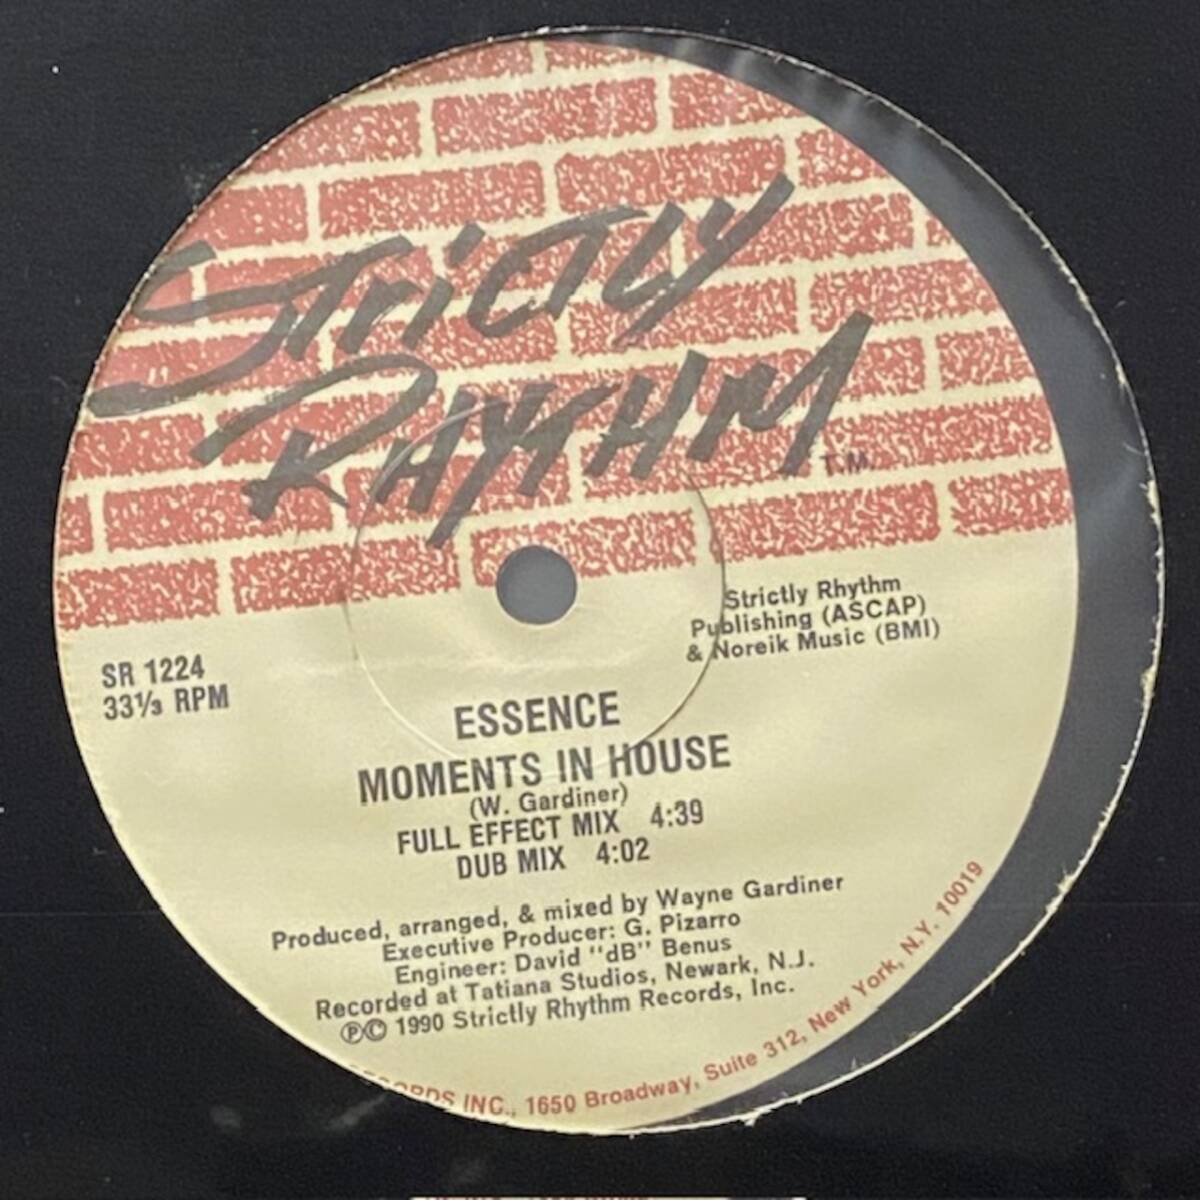 STRICTLY
RHYTHM
T.M.
Strictly Rhythm
Publishing (ASCAP)
& Noreik Music (BMI)
SR 1224
33⅓ RPM
ESSENCE
MOMENTS IN HOUSE
(W. Gardiner)
FULL EFFECT MIX 4:39
DUB MIX 4:02
Produced, arranged, & mixed by Wayne Gardiner
Executive Producer: G. Pizarro
Engineer: David "dB" Benus
Recorded at Tatiana Studios, Newark, N.J.
℗© 1990 Strictly Rhythm Records, Inc.
INC., 1650 Broadway, Suite 312, New York, N.Y. 10019